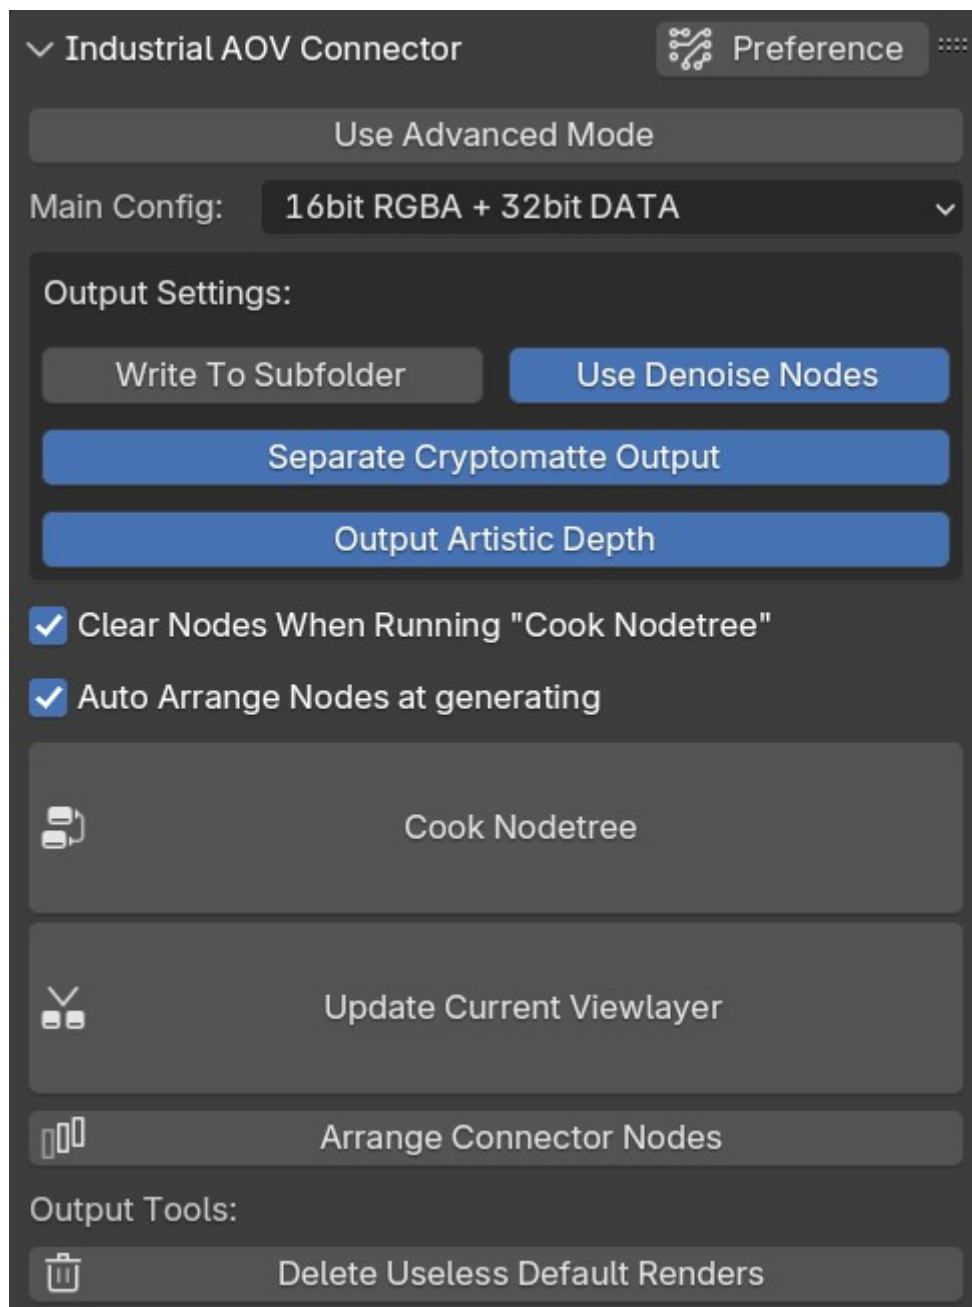 Industrial AOV Connector Preference
Use Advanced Mode
Main Config: 16bit RGBA + 32bit DATA
Output Settings:
Write To Subfolder Use Denoise Nodes
Separate Cryptomatte Output
Output Artistic Depth
Clear Nodes When Running "Cook Nodetree"
Auto Arrange Nodes at generating
Cook Nodetree
Update Current Viewlayer
Arrange Connector Nodes
Output Tools:
Delete Useless Default Renders